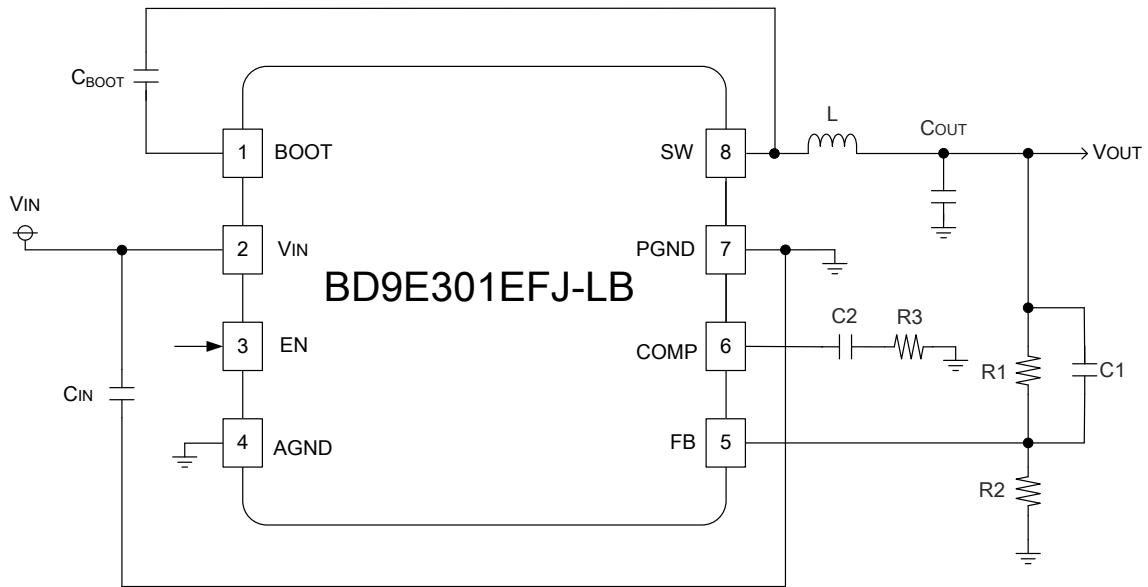 CBOOT
L
COUT
1 BOOT
SW 8
VOUT
VIN
2 VIN
PGND 7
BD9E301EFJ-LB
C2 R3
3 EN
COMP 6
R1 C1
CIN
4 AGND
FB 5
R2